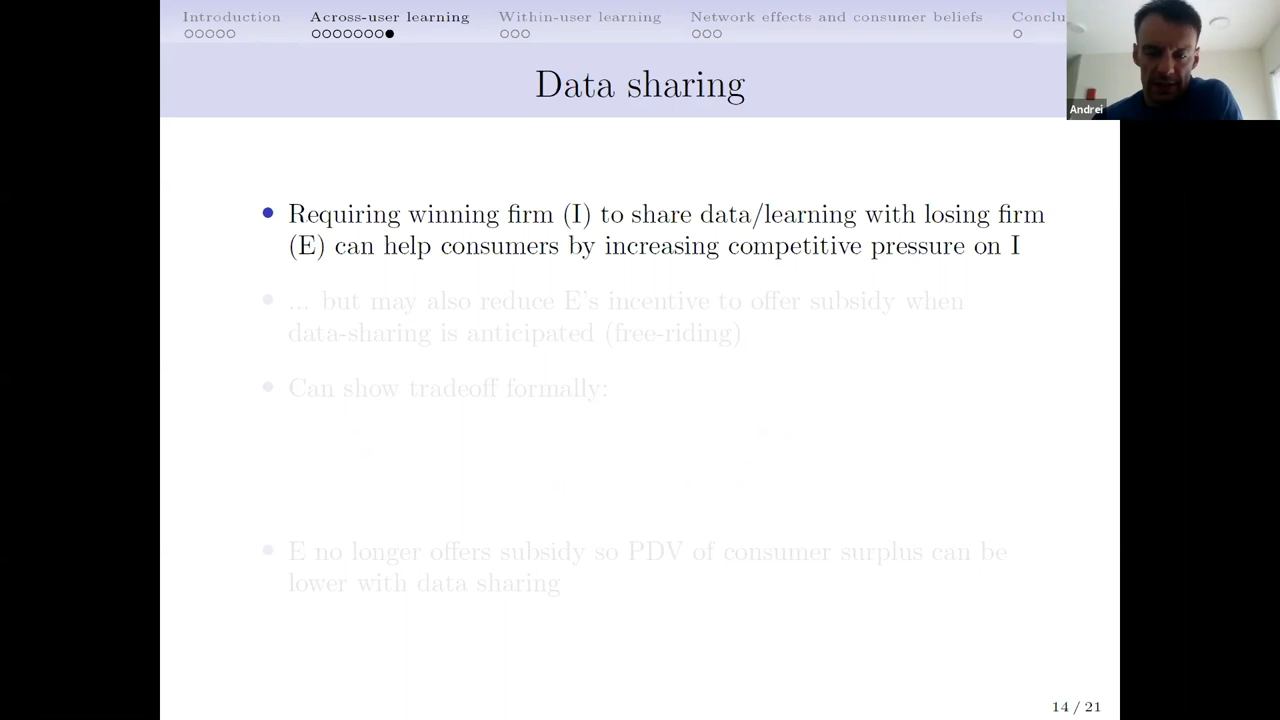 Introduction Across-user learning Within-user learning Network effects and consumer beliefs Conclu
Andrei
Data sharing
Requiring winning firm (I) to share data/learning with losing firm
(E) can help consumers by increasing competitive pressure on I
... but may also reduce E's incentive to offer subsidy when
data-sharing is anticipated (free-riding)
Can show tradeoff formally:
E no longer offers subsidy so PDV of consumer surplus can be
lower with data sharing
14 / 21